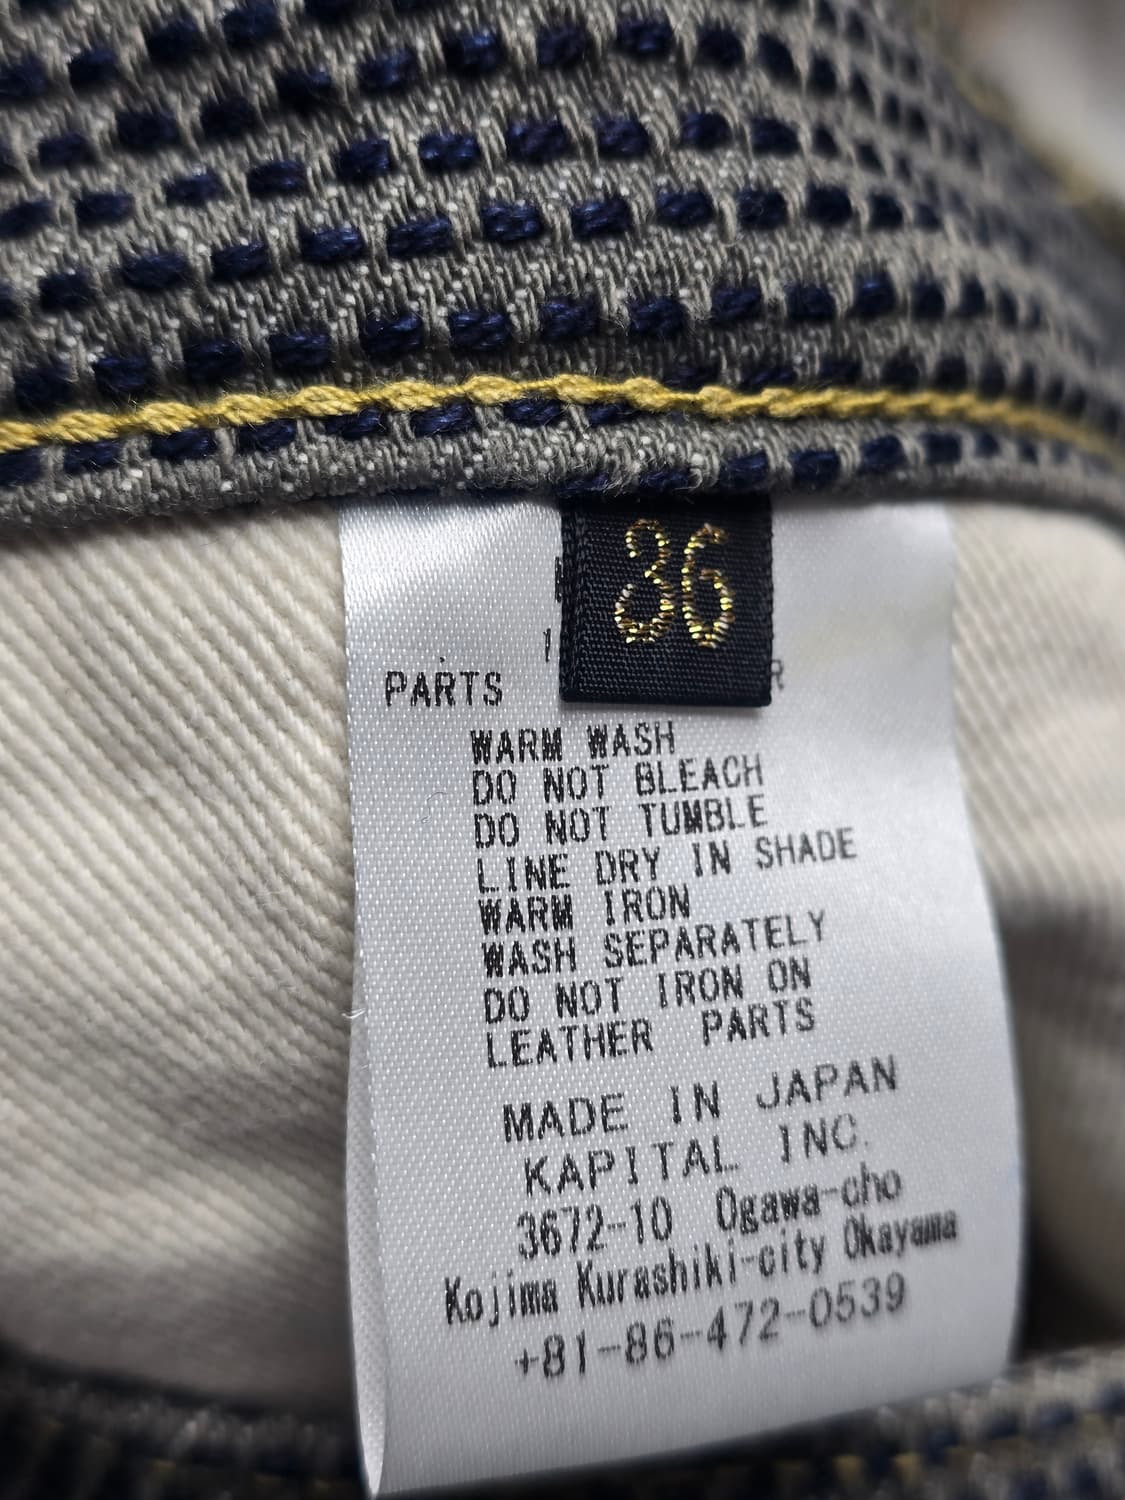 36
PARTS
WARM WASH
DO NOT BLEACH
DO NOT TUMBLE
LINE DRY IN SHADE
WARM IRON
WASH SEPARATELY
DO NOT IRON ON
LEATHER PARTS
MADE IN JAPAN
KAPITAL INC.
3672-10 Ogawa-cho
Kojima Kurashiki-city Okayama
+81-86-472-0539